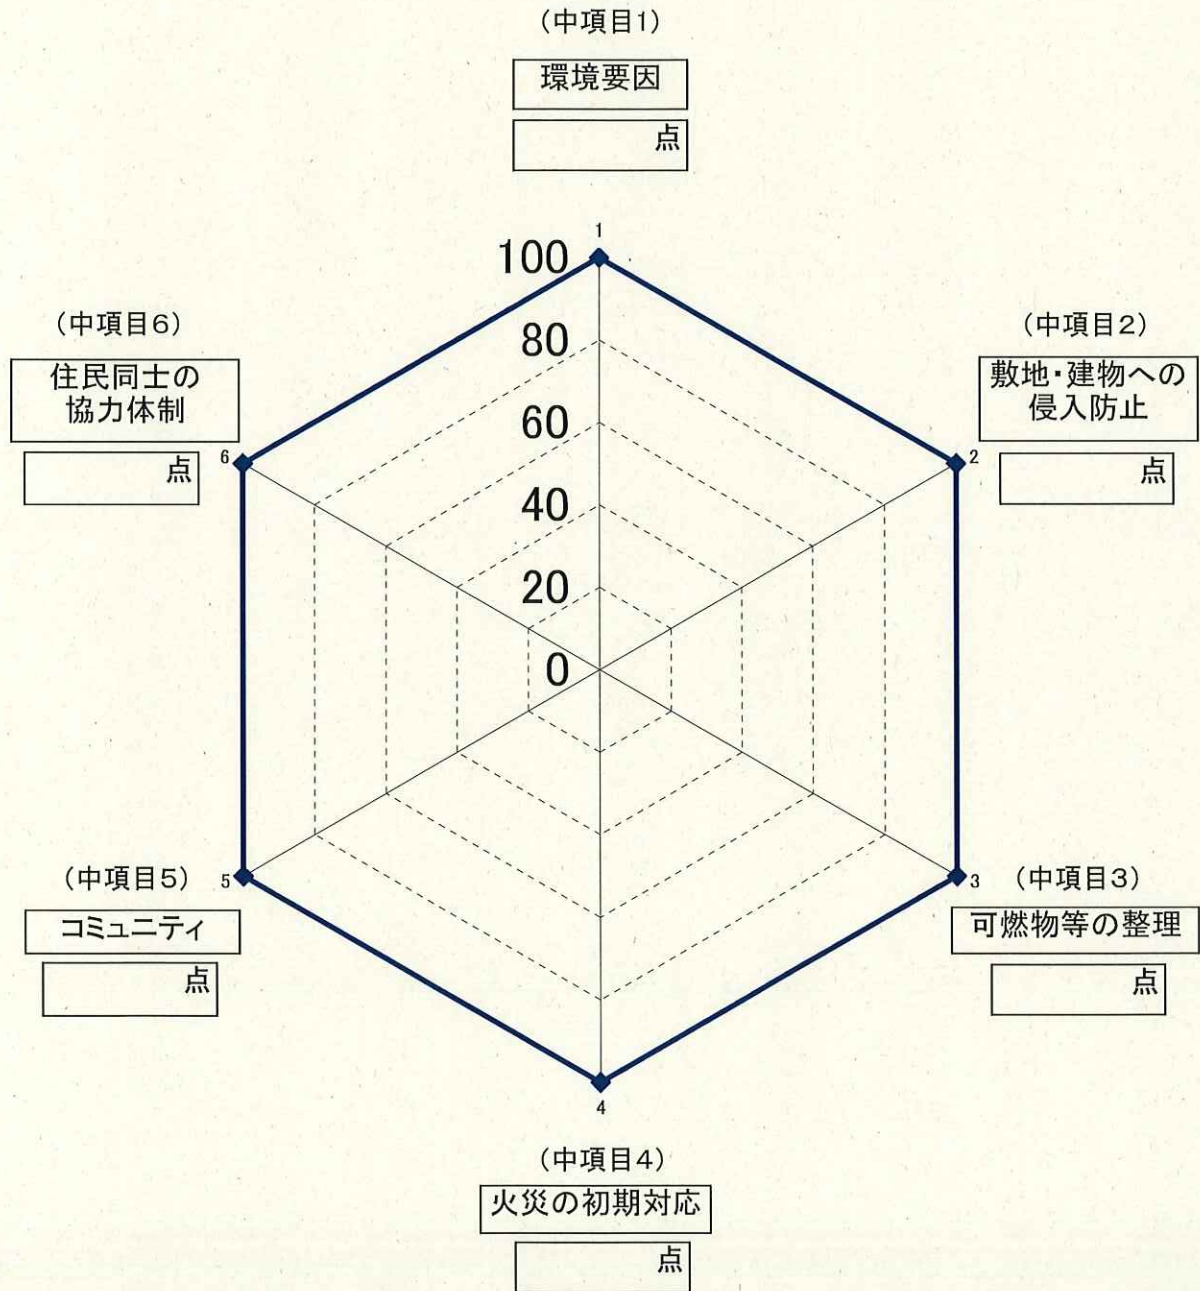 (中項目1)
環境要因
点
1
100
80
60
40
20
0
(中項目2)
敷地・建物への
侵入防止
2
点
(中項目3)
3
可燃物等の整理
点
4
(中項目4)
火災の初期対応
点
(中項目5)
5
コミュニティ
点
(中項目6)
住民同士の
協力体制
6
点